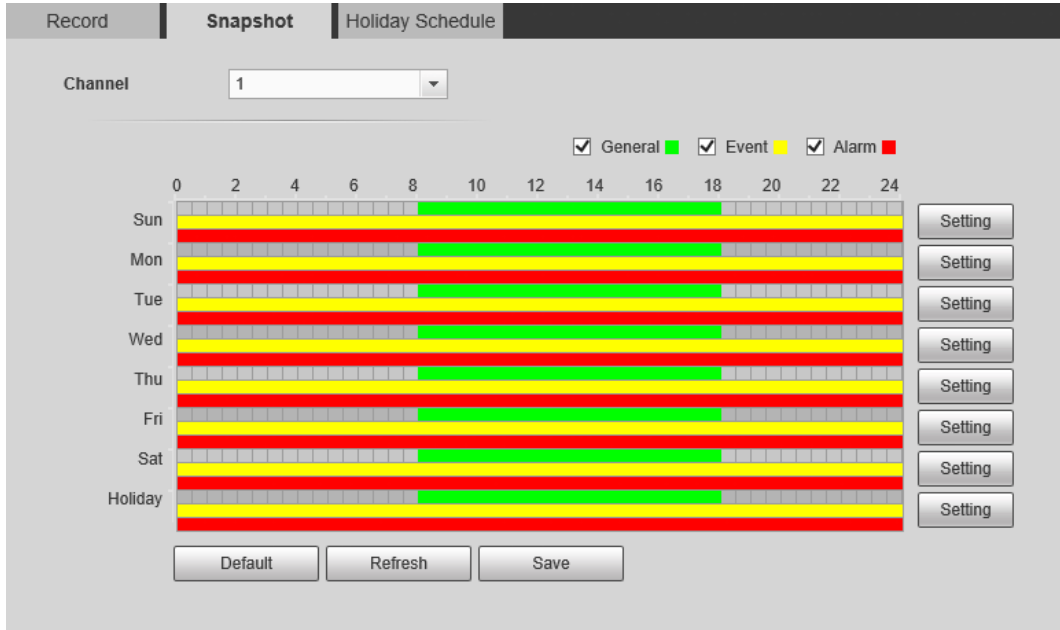 Record Snapshot Holiday Schedule
Channel 1
General Event Alarm
0 2 4 6 8 10 12 14 16 18 20 22 24
Sun Setting
Mon Setting
Tue Setting
Wed Setting
Thu Setting
Fri Setting
Sat Setting
Holiday Setting
Default Refresh Save